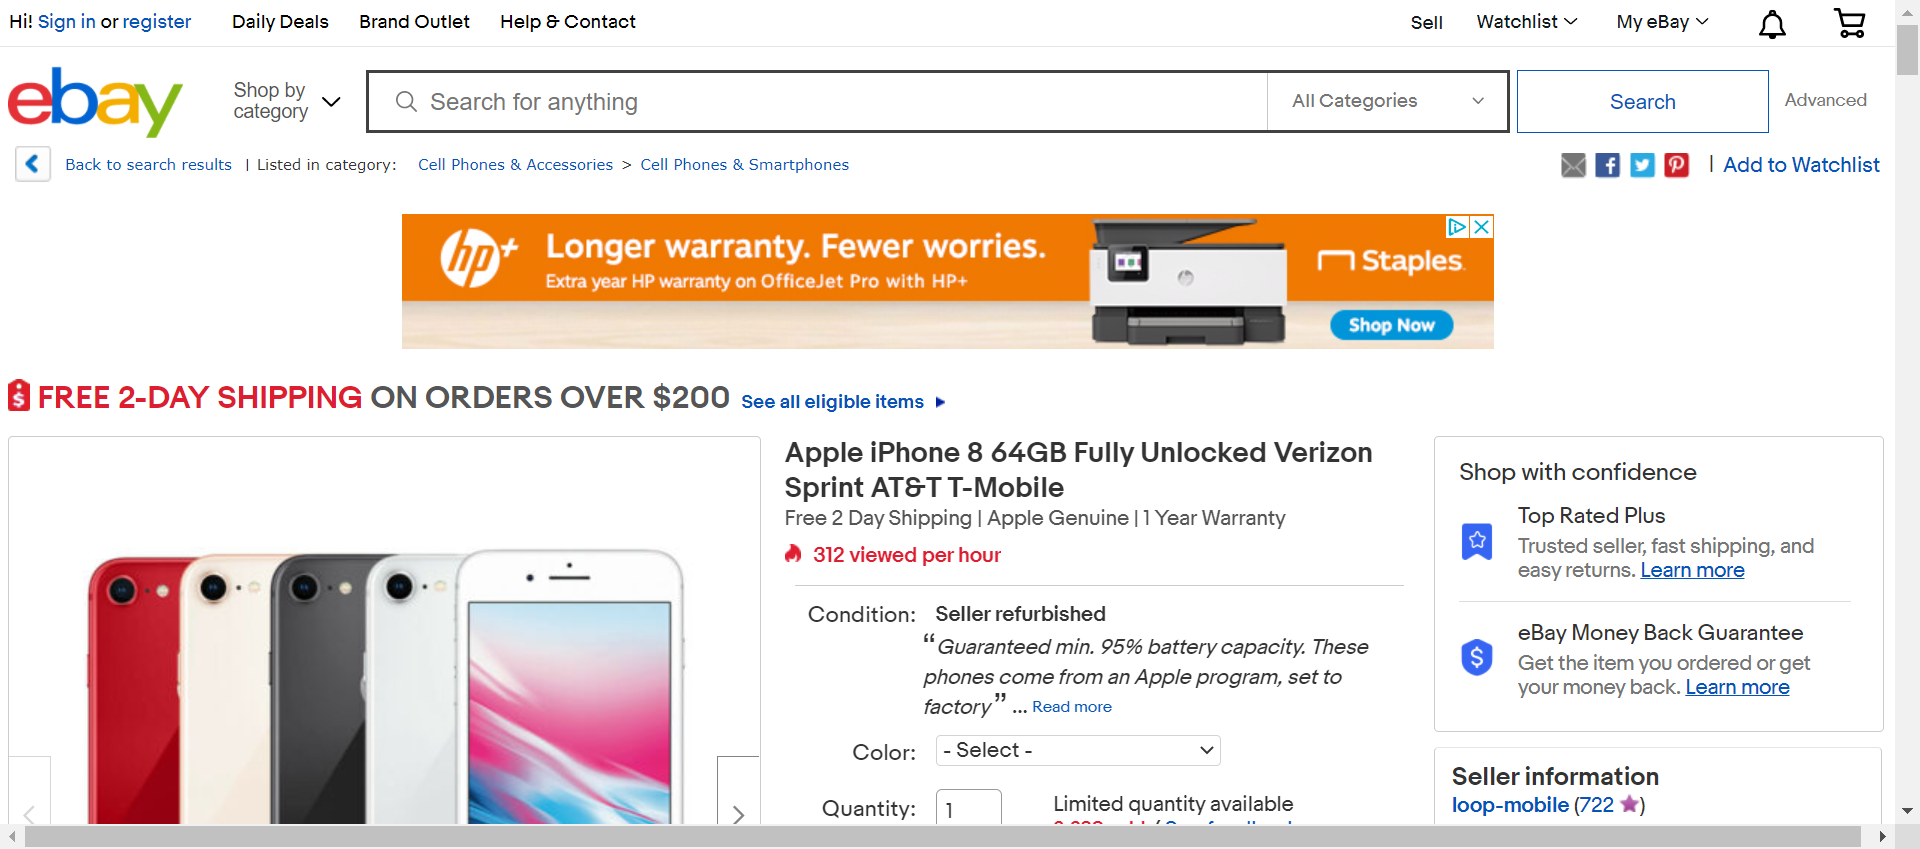 Hi! Sign in or register Daily Deals Brand Outlet Help & Contact Sell Watchlist My eBay
ebay Shop by category Search for anything All Categories Search Advanced
Back to search results | Listed in category: Cell Phones & Accessories > Cell Phones & Smartphones | Add to Watchlist
hp+ Longer warranty. Fewer worries.
Extra year HP warranty on OfficeJet Pro with HP+
Staples.
Shop Now
FREE 2-DAY SHIPPING ON ORDERS OVER $200 See all eligible items
Apple iPhone 8 64GB Fully Unlocked Verizon
Sprint AT&T T-Mobile
Free 2 Day Shipping | Apple Genuine | 1 Year Warranty
312 viewed per hour
Condition: Seller refurbished
“Guaranteed min. 95% battery capacity. These
phones come from an Apple program, set to
factory” ... Read more
Color: - Select -
Quantity: 1 Limited quantity available
Shop with confidence
Top Rated Plus
Trusted seller, fast shipping, and
easy returns. Learn more
eBay Money Back Guarantee
Get the item you ordered or get
your money back. Learn more
Seller information
loop-mobile (722)